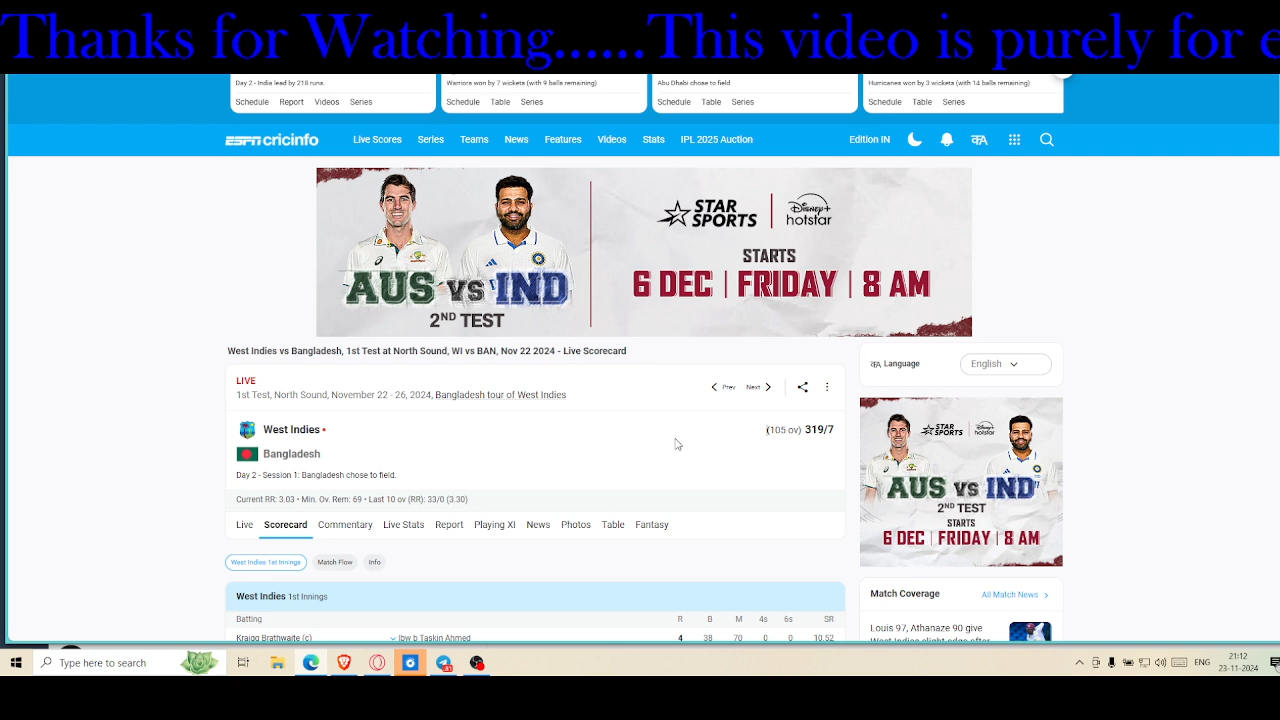 Thanks for Watching......This video is purely for e
Day 2 - India lead by 218 runs.
Warriors won by 7 wickets (with 9 balls remaining)
Abu Dhabi chose to field
Hurricanes won by 3 wickets (with 14 balls remaining)
Schedule Report Videos Series
Schedule Table Series
Schedule Table Series
Schedule Table Series
ESPN cricinfo Live Scores Series Teams News Features Videos Stats IPL 2025 Auction Edition IN
AUS vs IND
2ND TEST
STAR SPORTS
Disney+ hotstar
STARTS
6 DEC | FRIDAY | 8 AM
West Indies vs Bangladesh, 1st Test at North Sound, WI vs BAN, Nov 22 2024 - Live Scorecard
Language English
LIVE
1st Test, North Sound, November 22 - 26, 2024, Bangladesh tour of West Indies
Prev Next
West Indies • (105 ov) 319/7
Bangladesh
Day 2 - Session 1: Bangladesh chose to field.
Current RR: 3.03 • Min. Ov. Rem: 69 • Last 10 ov (RR): 33/0 (3.30)
Live Scorecard Commentary Live Stats Report Playing XI News Photos Table Fantasy
West Indies 1st Innings Match Flow Info
West Indies 1st Innings
Batting R B M 4s 6s SR
Kraigg Brathwaite (c) lbw b Taskin Ahmed 4 38 70 0 0 10.52
STAR SPORTS
Disney+ hotstar
AUS vs IND
2ND TEST
STARTS
6 DEC | FRIDAY | 8 AM
Match Coverage All Match News
Louis 97, Athanaze 90 give
West Indies slight edge after
Type here to search
ENG
21:12
23-11-2024